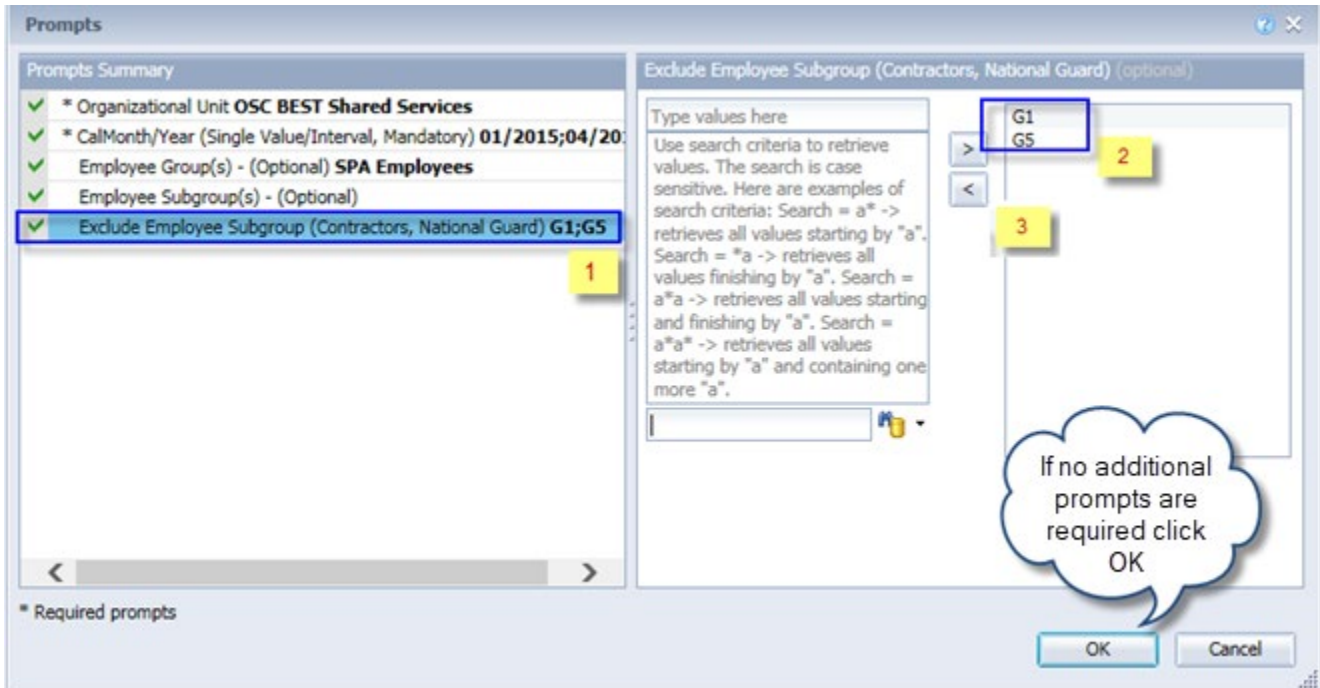 Prompts
Prompts Summary
* Organizational Unit OSC BEST Shared Services
* CalMonth/Year (Single Value/Interval, Mandatory) 01/2015;04/20
Employee Group(s) - (Optional) SPA Employees
Employee Subgroup(s) - (Optional)
Exclude Employee Subgroup (Contractors, National Guard) G1;G5
1
* Required prompts
Exclude Employee Subgroup (Contractors, National Guard) (optional)
Type values here
Use search criteria to retrieve
values. The search is case
sensitive. Here are examples of
search criteria: Search = a* ->
retrieves all values starting by "a".
Search = *a -> retrieves all
values finishing by "a". Search =
a*a -> retrieves all values starting
and finishing by "a". Search =
a*a* -> retrieves all values
starting by "a" and containing one
more "a".
>
<
G1
G5
2
3
If no additional
prompts are
required click
OK
OK
Cancel